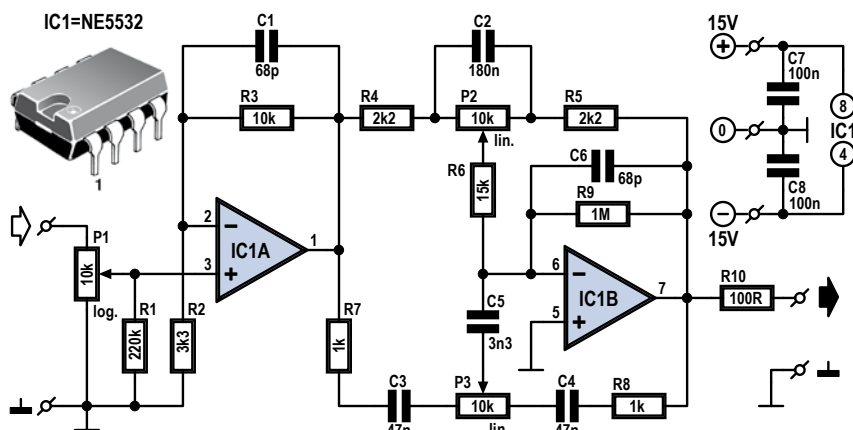 IC1=NE5532
1
C1
68p
R3
10k
R4
2k2
C2
180n
P2
10k
lin.
R5
2k2
R6
15k
C6
68p
R9
1M
15V
+
C7
100n
0
8
IC1
4
C8
100n
–
15V
P1
10k
log.
2
–
IC1A
1
3
+
R1
220k
R2
3k3
R7
1k
C5
3n3
6
–
IC1B
7
5
+
R10
100R
C3
47n
P3
10k
lin.
C4
47n
R8
1k